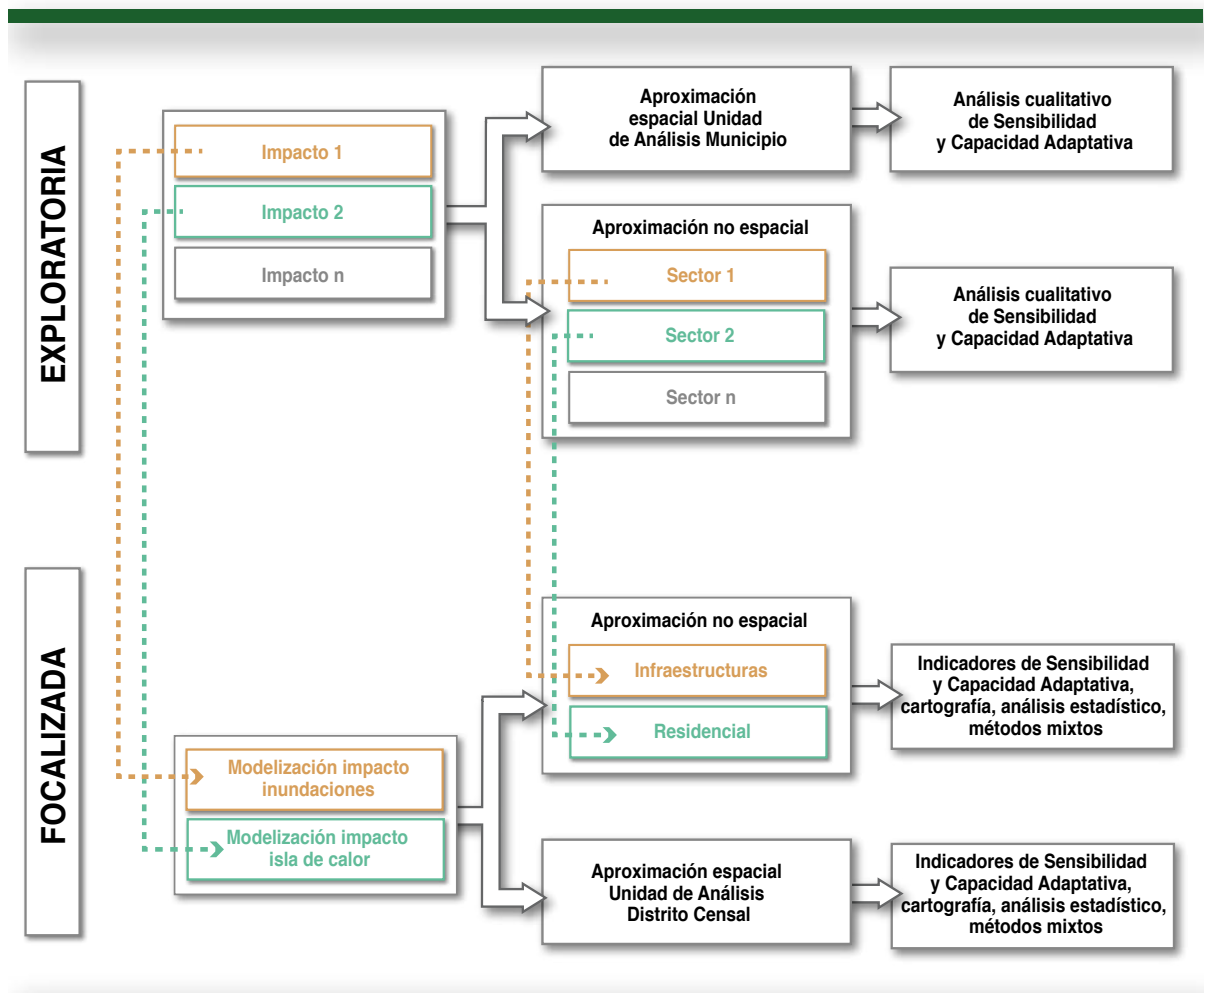 EXPLORATORIA
Impacto 1
Impacto 2
Impacto n
Aproximación
espacial Unidad
de Análisis Municipio
Análisis cualitativo
de Sensibilidad
y Capacidad Adaptativa
Aproximación no espacial
Sector 1
Sector 2
Sector n
Análisis cualitativo
de Sensibilidad
y Capacidad Adaptativa
FOCALIZADA
Modelización impacto
inundaciones
Modelización impacto
isla de calor
Aproximación no espacial
Infraestructuras
Residencial
Indicadores de Sensibilidad
y Capacidad Adaptativa,
cartografía, análisis estadístico,
métodos mixtos
Aproximación espacial
Unidad de Análisis
Distrito Censal
Indicadores de Sensibilidad
y Capacidad Adaptativa,
cartografía, análisis estadístico,
métodos mixtos